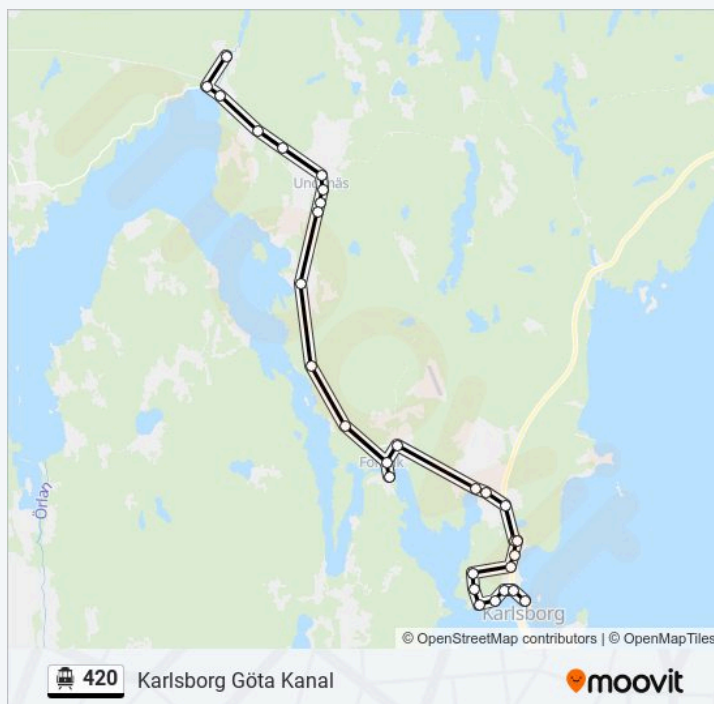 Undenäs
Forsvik
Örlan
Karlsborg
© OpenStreetMap contributors | © OpenMapTiles
420 Karlsborg Göta Kanal moovit